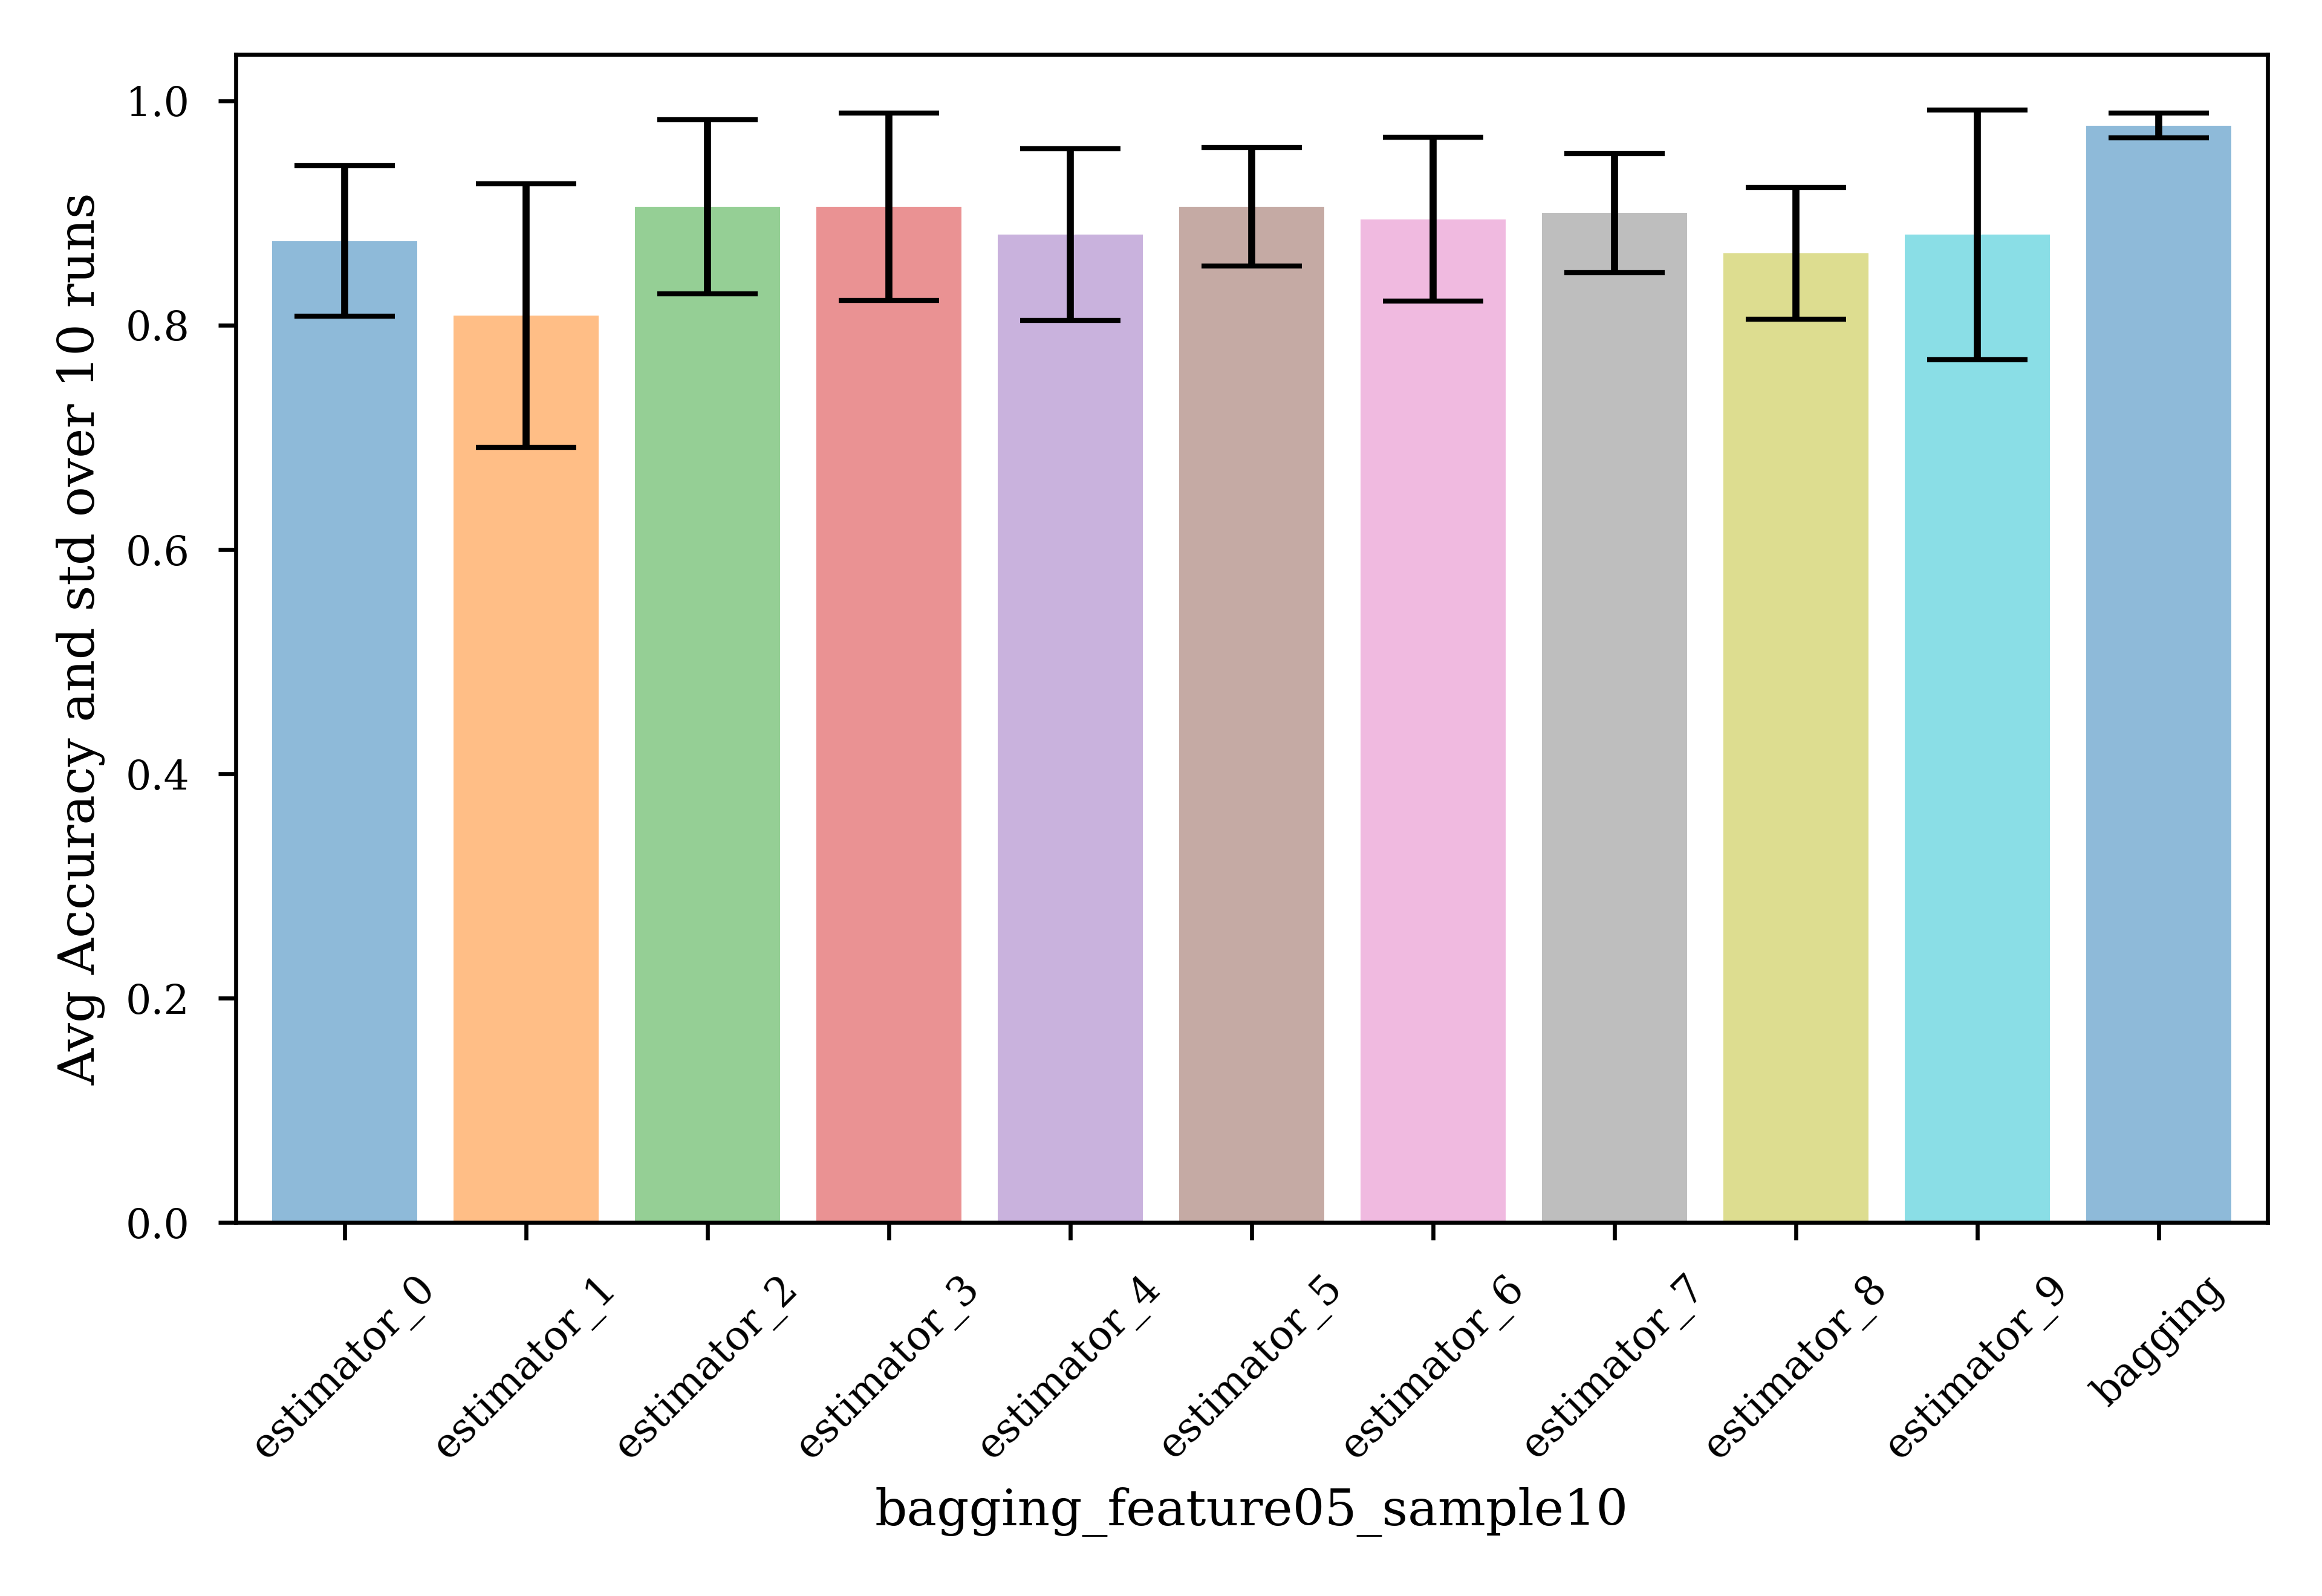 Avg Accuracy and std over 10 runs
1.0
0.8
0.6
0.4
0.2
0.0
estimator_0
estimator_1
estimator_2
estimator_3
estimator_4
estimator_5
estimator_6
estimator_7
estimator_8
estimator_9
bagging
bagging_feature05_sample10